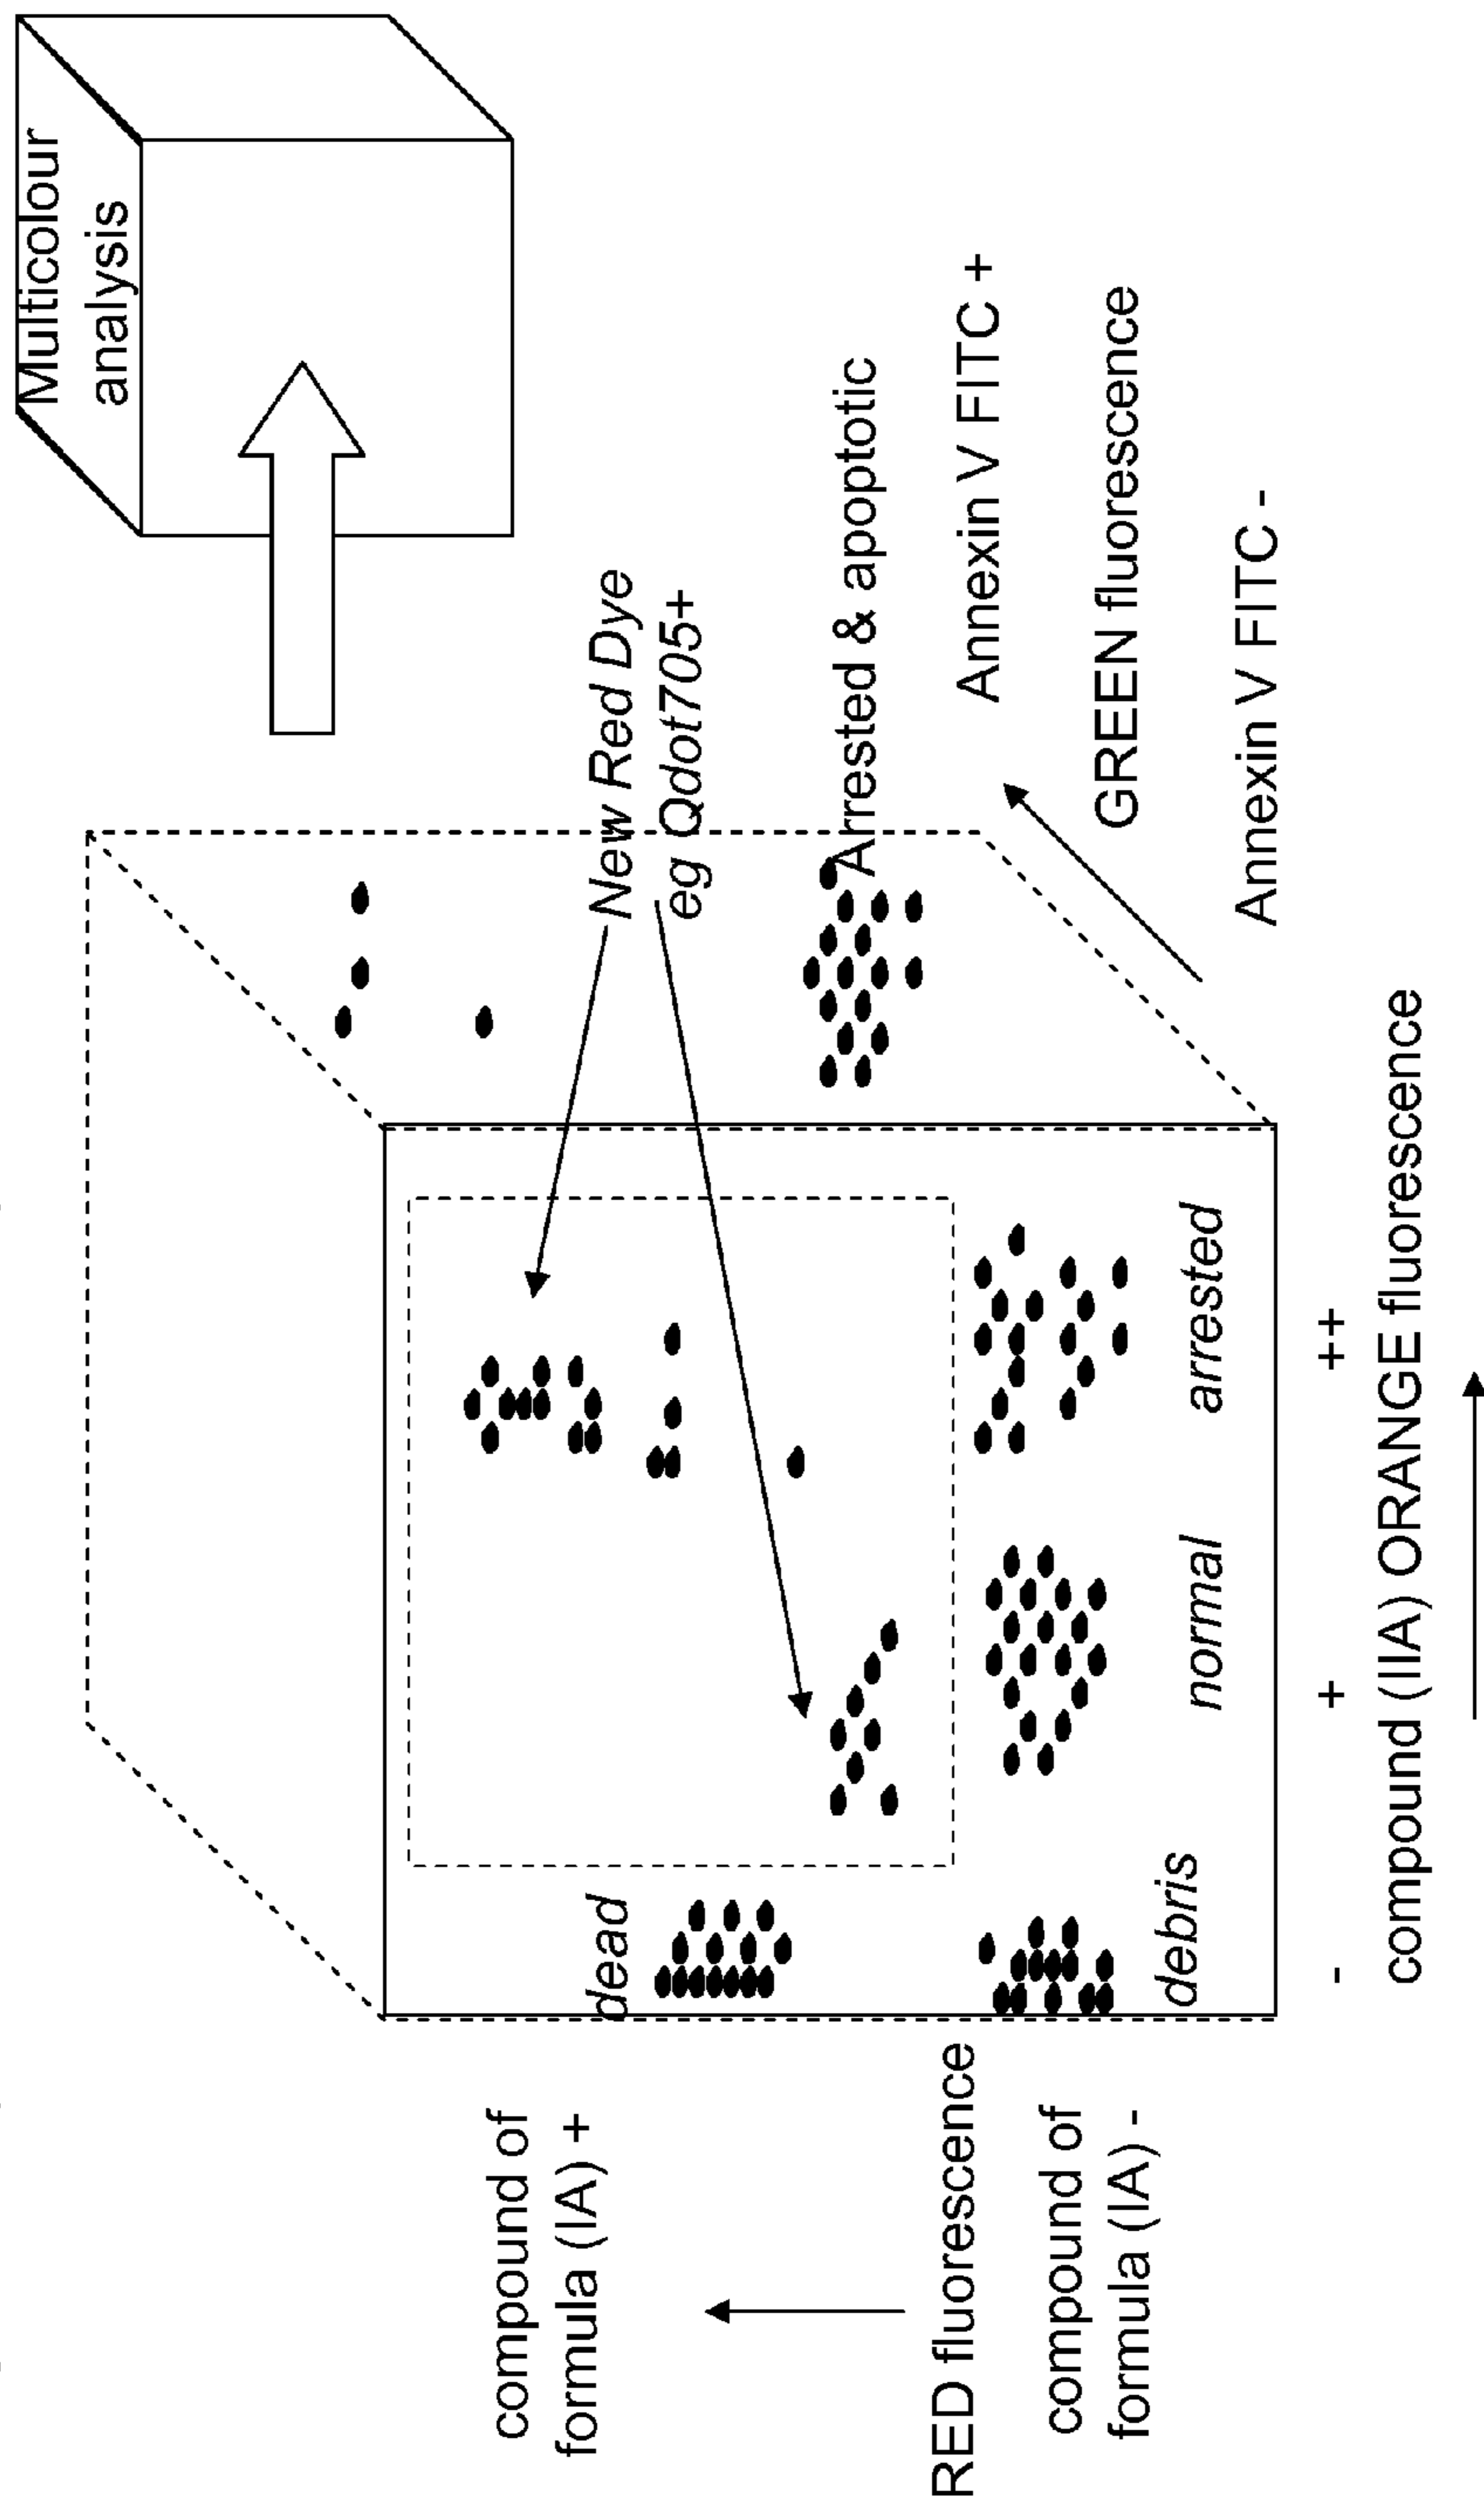 Multicolour
analysis
New Red Dye
eg Qdot705+
Arrested & apoptotic
Annexin V FITC +
GREEN fluorescence
Annexin V FITC -
compound of
formula (IA) +
RED fluorescence
compound of
formula (IA) -
dead
debris
normal
arrested
- + ++
compound (IIA) ORANGE fluorescence